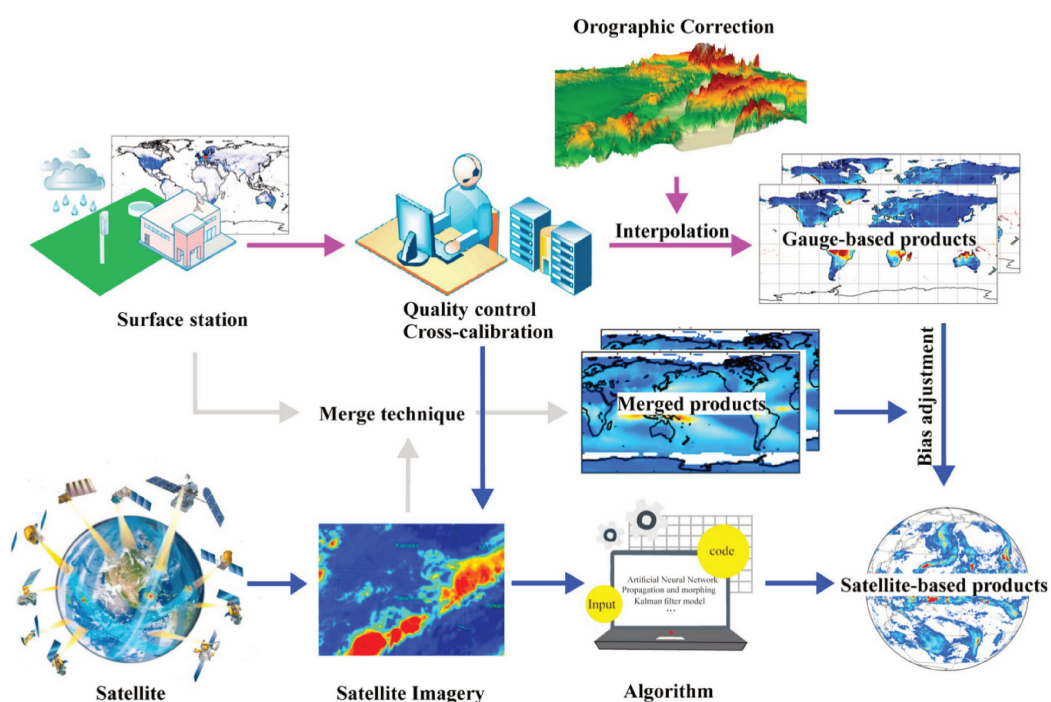 Orographic Correction
Interpolation
Gauge-based products
Surface station
Quality control
Cross-calibration
Merge technique
Merged products
Bias adjustment
code
Artificial Neural Network
Propagation and morphing
Kalman filter model
...
Input
Satellite-based products
Satellite
Satellite Imagery
Algorithm